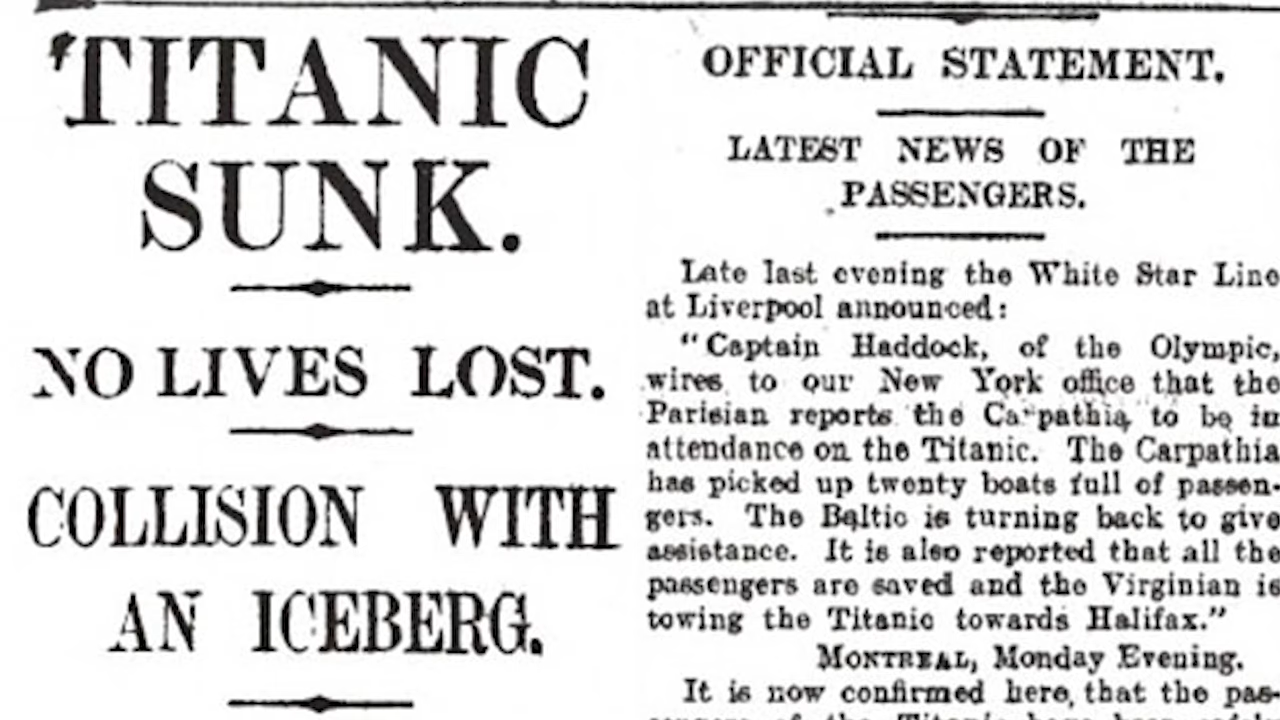 TITANIC
SUNK.
NO LIVES LOST.
COLLISION WITH
AN ICEBERG.
OFFICIAL STATEMENT.
LATEST NEWS OF THE
PASSENGERS.
Late last evening the White Star Line
at Liverpool announced:
"Captain Haddock, of the Olympic,
wires to our New York office that the
Parisian reports the Carpathia to be in
attendance on the Titanic. The Carpathia
has picked up twenty boats full of passen-
gers. The Baltic is turning back to give
assistance. It is also reported that all the
passengers are saved and the Virginian is
towing the Titanic towards Halifax."
MONTREAL, Monday Evening.
It is now confirmed here, that the pas-